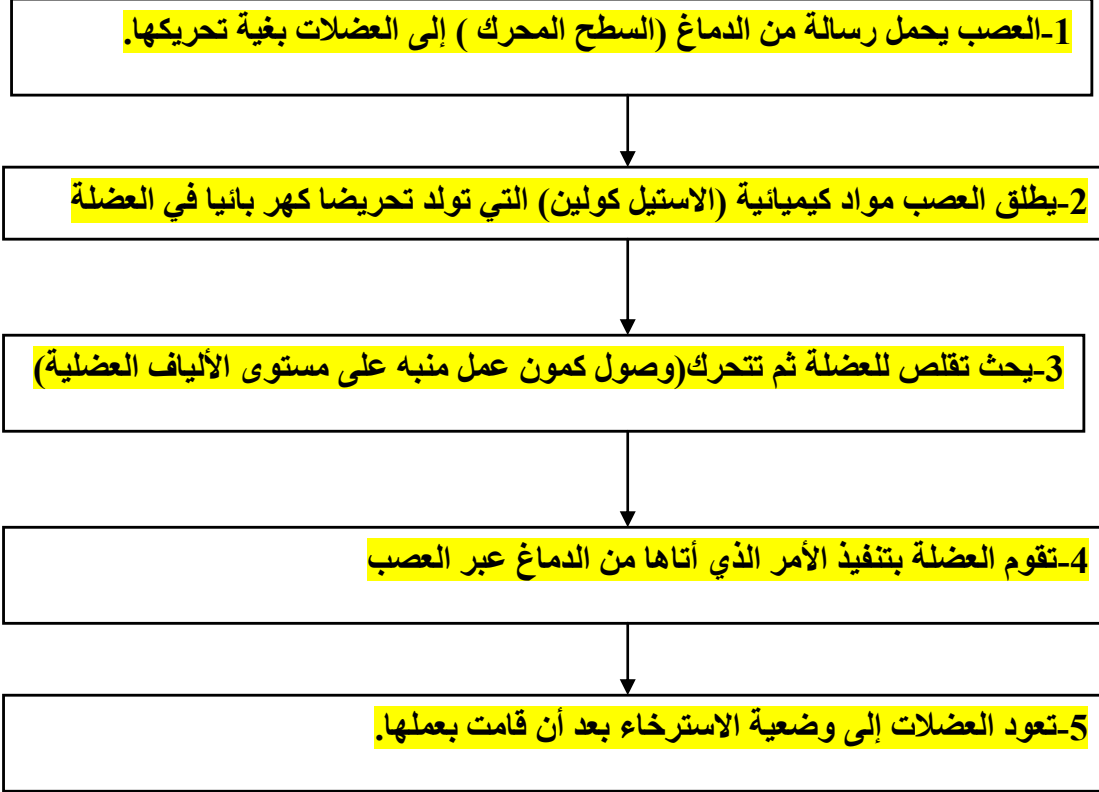 1-العصب يحمل رسالة من الدماغ (السطح المحرك ) إلى العضلات بغية تحريكها.
2-يطلق العصب مواد كيميائية (الاستيل كولين) التي تولد تحريضا كهر بائيا في العضلة
3-يحث تقلص للعضلة ثم تتحرك(وصول كمون عمل منبه على مستوى الألياف العضلية)
4-تقوم العضلة بتنفيذ الأمر الذي أتاها من الدماغ عبر العصب
5-تعود العضلات إلى وضعية الاسترخاء بعد أن قامت بعملها.